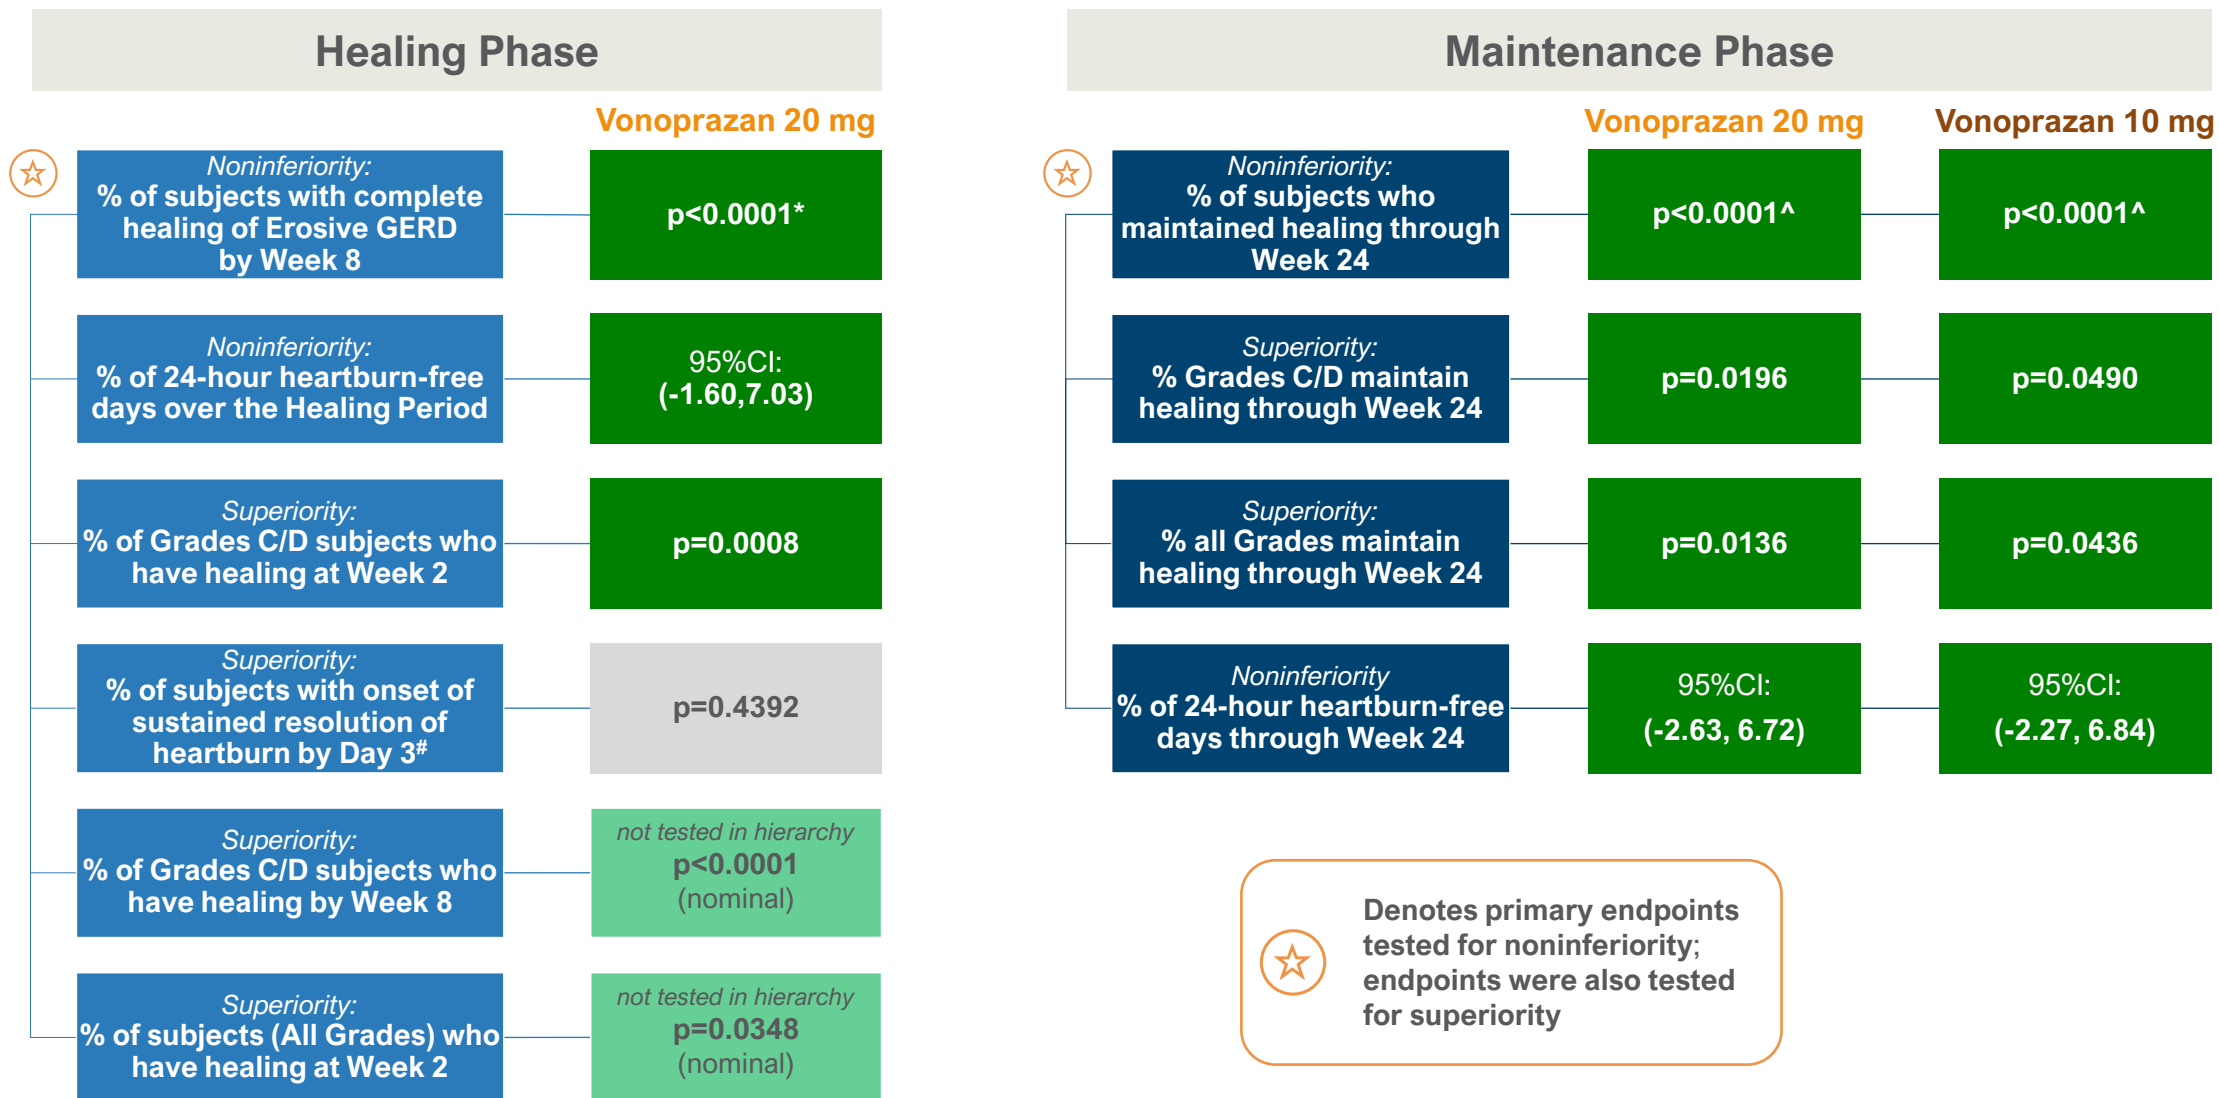 Healing Phase
Vonoprazan 20 mg
Noninferiority:
% of subjects with complete
healing of Erosive GERD
by Week 8
p<0.0001*
Noninferiority:
% of 24-hour heartburn-free
days over the Healing Period
95%CI:
(-1.60,7.03)
Superiority:
% of Grades C/D subjects who
have healing at Week 2
p=0.0008
Superiority:
% of subjects with onset of
sustained resolution of
heartburn by Day 3#
p=0.4392
Superiority:
% of Grades C/D subjects who
have healing by Week 8
not tested in hierarchy
p<0.0001
(nominal)
Superiority:
% of subjects (All Grades) who
have healing at Week 2
not tested in hierarchy
p=0.0348
(nominal)
Maintenance Phase
Vonoprazan 20 mg
Vonoprazan 10 mg
Noninferiority:
% of subjects who
maintained healing through
Week 24
p<0.0001^
p<0.0001^
Superiority:
% Grades C/D maintain
healing through Week 24
p=0.0196
p=0.0490
Superiority:
% all Grades maintain
healing through Week 24
p=0.0136
p=0.0436
Noninferiority
% of 24-hour heartburn-free
days through Week 24
95%CI:
(-2.63, 6.72)
95%CI:
(-2.27, 6.84)
Denotes primary endpoints
tested for noninferiority;
endpoints were also tested
for superiority